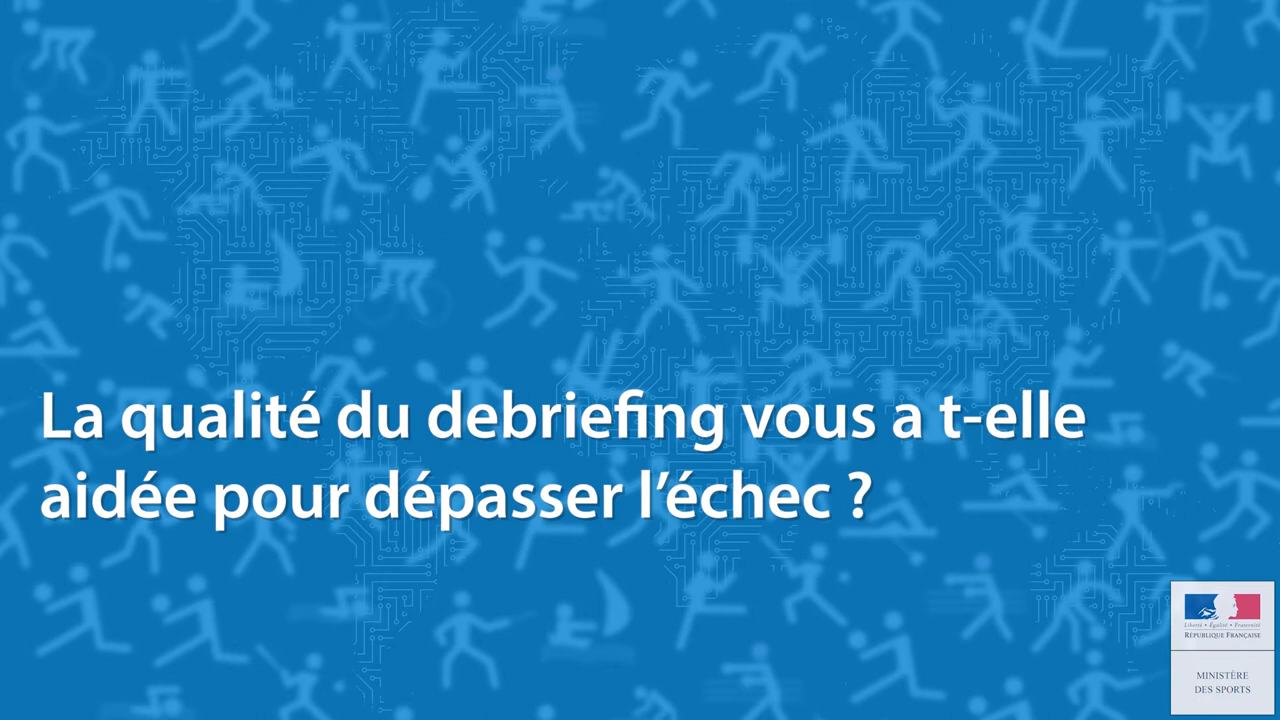 La qualité du debriefing vous a t-elle
aidée pour dépasser l’échec ?
Liberté • Égalité • Fraternité
RÉPUBLIQUE FRANÇAISE
MINISTÈRE
DES SPORTS